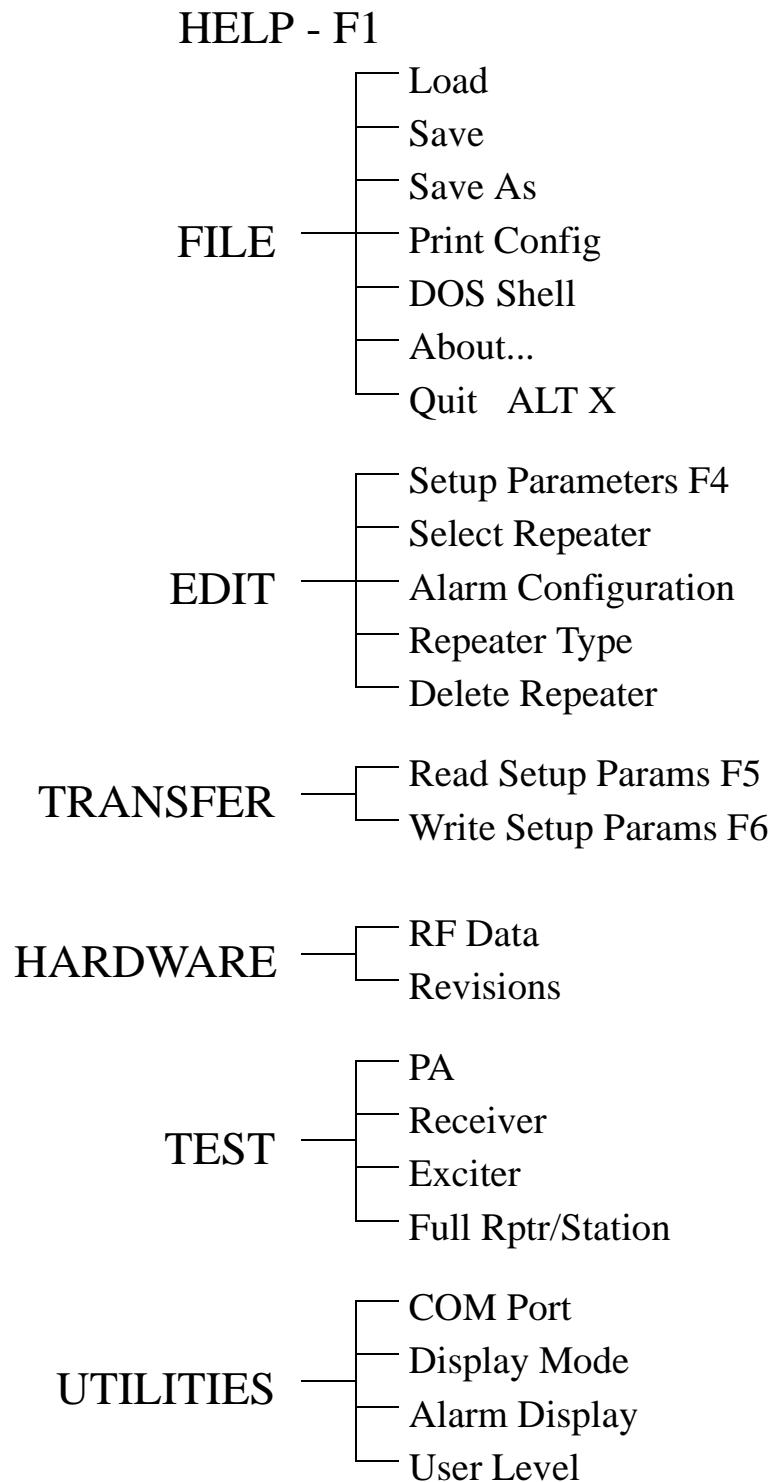 HELP - F1
Load
Save
Save As
FILE
Print Config
DOS Shell
About...
Quit ALT X
Setup Parameters F4
Select Repeater
EDIT
Alarm Configuration
Repeater Type
Delete Repeater
TRANSFER
Read Setup Params F5
Write Setup Params F6
HARDWARE
RF Data
Revisions
PA
Receiver
TEST
Exciter
Full Rptr/Station
COM Port
Display Mode
UTILITIES
Alarm Display
User Level